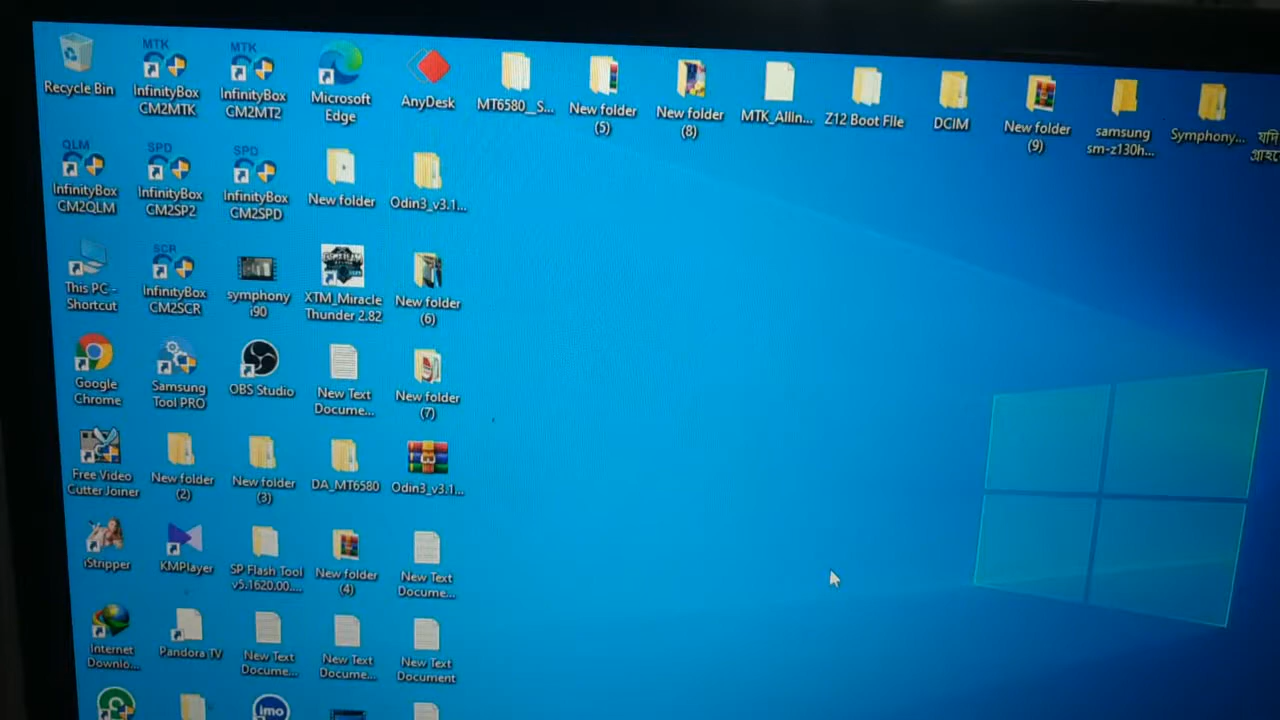 Recycle Bin
MTK
InfinityBox
CM2MTK
MTK
InfinityBox
CM2MT2
Microsoft
Edge
AnyDesk
MT6580__S...
New folder
(5)
New folder
(8)
MTK_AllIn...
Z12 Boot File
DCIM
New folder
(9)
samsung
sm-z130h...
Symphony...
যদি
QLM
InfinityBox
CM2QLM
SPD
InfinityBox
CM2SP2
SPD
InfinityBox
CM2SPD
New folder
Odin3_v3.1...
This PC -
Shortcut
SCR
InfinityBox
CM2SCR
symphony
i90
XTM_Miracle
Thunder 2.82
New folder
(6)
Google
Chrome
Samsung
Tool PRO
OBS Studio
New Text
Docume...
New folder
(7)
Free Video
Cutter Joiner
New folder
(2)
New folder
(3)
DA_MT6580
Odin3_v3.1...
iStripper
KMPlayer
SP Flash Tool
v5.1620.00....
New folder
(4)
New Text
Docume...
Internet
Downlo...
Pandora TV
New Text
Docume...
New Text
Docume...
New Text
Document
imo